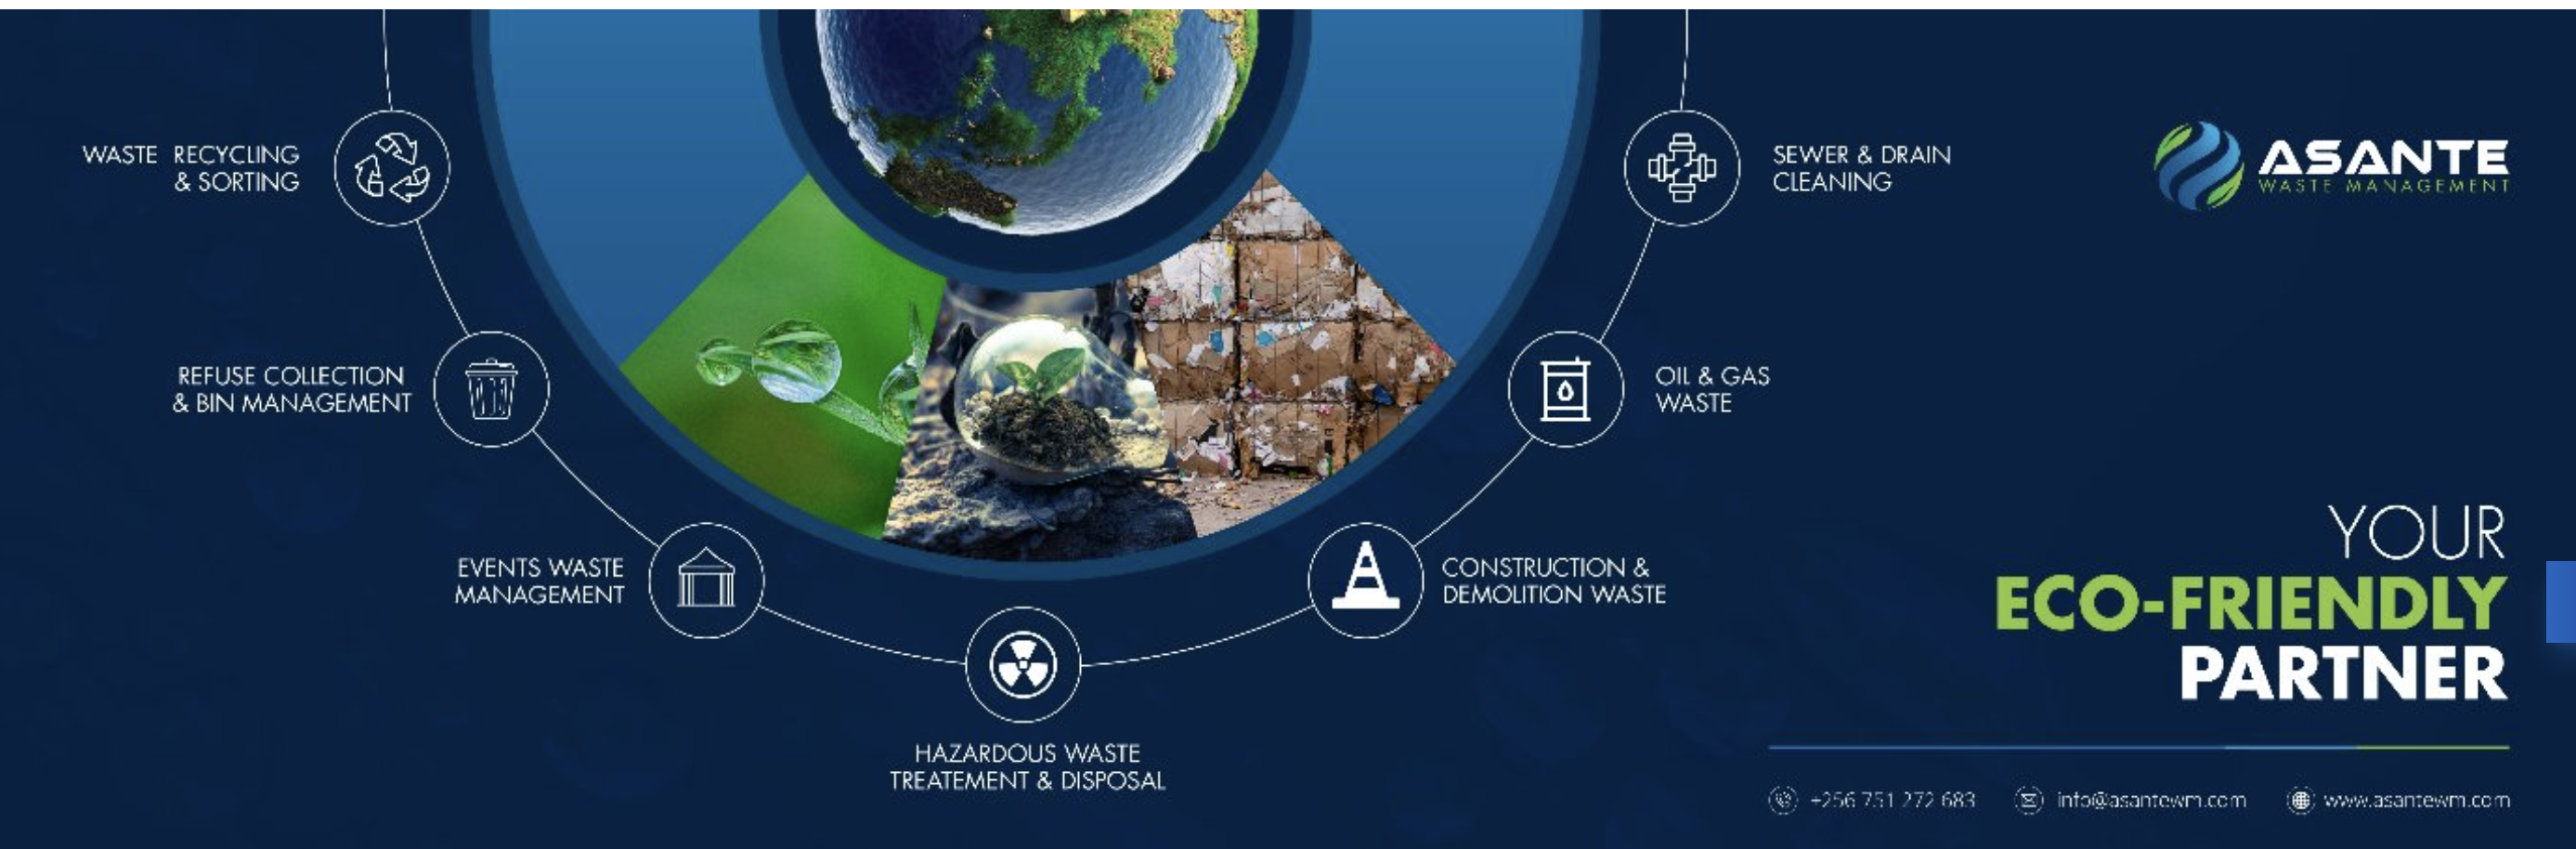 WASTE RECYCLING
& SORTING
REFUSE COLLECTION
& BIN MANAGEMENT
EVENTS WASTE
MANAGEMENT
HAZARDOUS WASTE
TREATEMENT & DISPOSAL
CONSTRUCTION &
DEMOLITION WASTE
OIL & GAS
WASTE
SEWER & DRAIN
CLEANING
ASANTE
WASTE MANAGEMENT
YOUR
ECO-FRIENDLY
PARTNER
+256 751 272 683
info@asantewm.com
www.asantewm.com